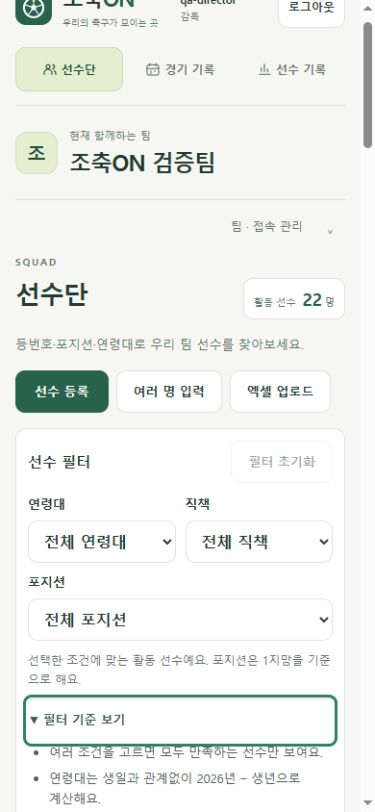 조축ON
qa-director
우리의 축구가 모이는 곳
감독
로그아웃
선수단
경기 기록
선수 기록
조
현재 함께하는 팀
조축ON 검증팀
팀 · 접속 관리
SQUAD
선수단
활동 선수 22 명
등번호·포지션·연령대로 우리 팀 선수를 찾아보세요.
선수 등록
여러 명 입력
엑셀 업로드
선수 필터
필터 초기화
연령대
직책
전체 연령대
전체 직책
포지션
전체 포지션
선택한 조건에 맞는 활동 선수예요. 포지션은 1지망을 기준
으로 해요.
▼ 필터 기준 보기
• 여러 조건을 고르면 모두 만족하는 선수만 보여요.
• 연령대는 생일과 관계없이 2026년 − 생년으로
계산해요.